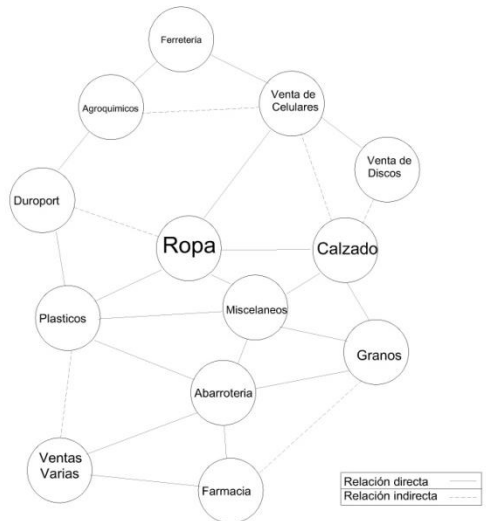 Ferreteria
Venta de
Celulares
Agroquimicos
Venta de
Discos
Duroport
Ropa
Calzado
Miscelaneos
Plasticos
Granos
Abarroteria
Ventas
Varias
Farmacia
Relación directa
Relación indirecta